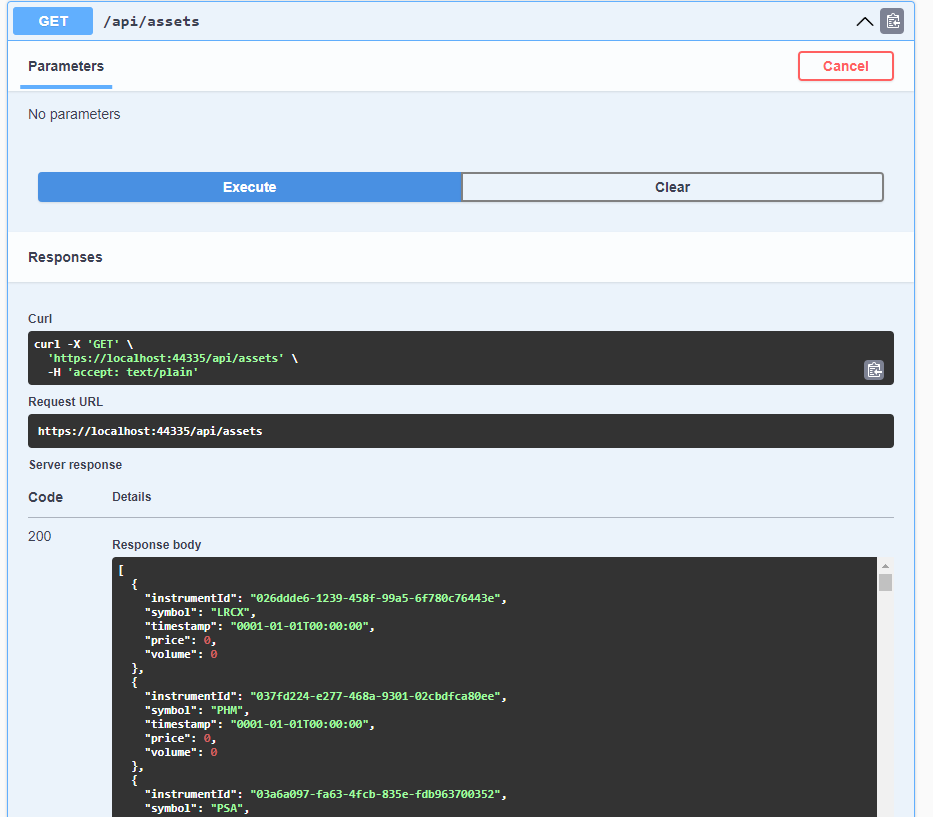 GET /api/assets
Parameters
Cancel
No parameters
Execute
Clear
Responses
Curl
curl -X 'GET' \
  'https://localhost:44335/api/assets' \
  -H 'accept: text/plain'
Request URL
https://localhost:44335/api/assets
Server response
Code Details
200
Response body
[
  {
    "instrumentId": "026ddde6-1239-458f-99a5-6f780c76443e",
    "symbol": "LRCX",
    "timestamp": "0001-01-01T00:00:00",
    "price": 0,
    "volume": 0
  },
  {
    "instrumentId": "037fd224-e277-468a-9301-02cbdfca80ee",
    "symbol": "PHM",
    "timestamp": "0001-01-01T00:00:00",
    "price": 0,
    "volume": 0
  },
  {
    "instrumentId": "03a6a097-fa63-4fcb-835e-fdb963700352",
    "symbol": "PSA",